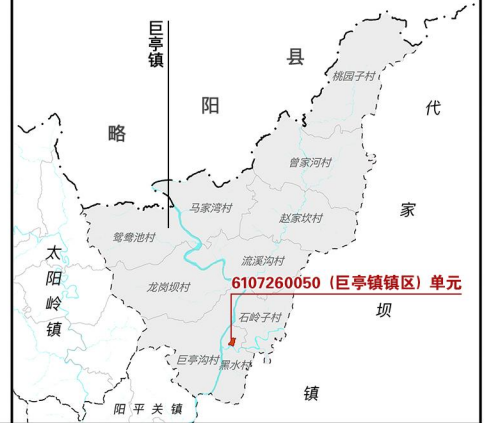 巨亭镇
略阳县
桃园子村
代家坝镇
曾家河村
马家湾村
赵家坎村
鸳鸯池村
流溪沟村
太阳岭镇
龙岗坝村
6107260050（巨亭镇镇区）单元
石岭子村
巨亭沟村
黑水村
阳平关镇